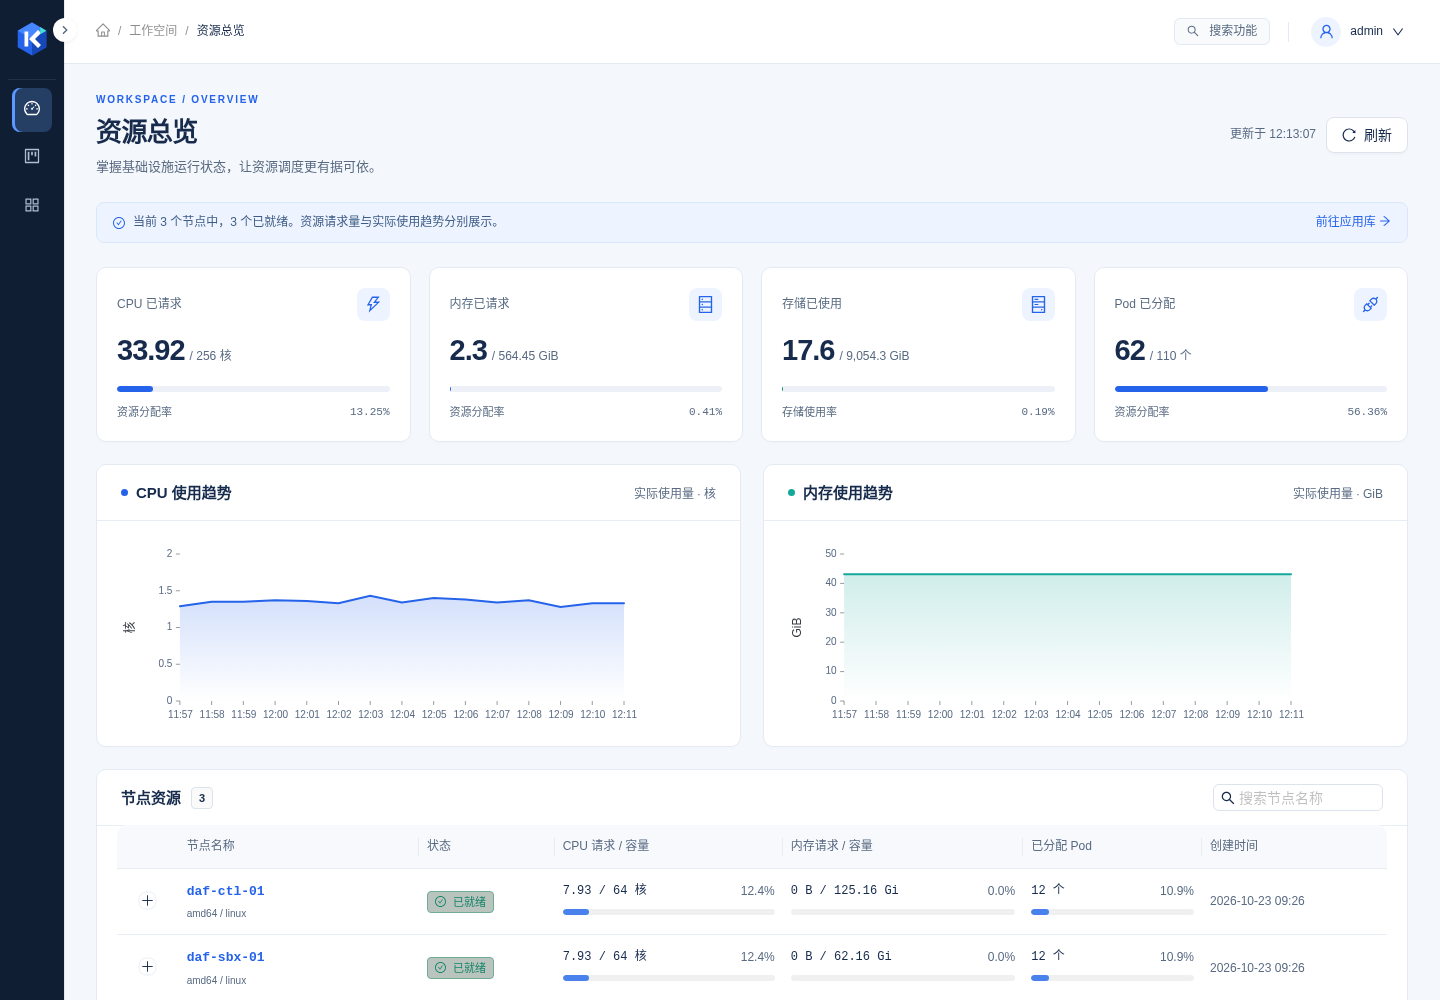 / 工作空间 / 资源总览
搜索功能
admin
WORKSPACE / OVERVIEW
资源总览
掌握基础设施运行状态，让资源调度更有据可依。
更新于 12:13:07
刷新
当前 3 个节点中，3 个已就绪。资源请求量与实际使用趋势分别展示。
前往应用库
CPU 已请求
33.92 / 256 核
资源分配率 13.25%
内存已请求
2.3 / 564.45 GiB
资源分配率 0.41%
存储已使用
17.6 / 9,054.3 GiB
存储使用率 0.19%
Pod 已分配
62 / 110 个
资源分配率 56.36%
CPU 使用趋势
实际使用量 · 核
2
1.5
1
0.5
0
核
11:57 11:58 11:59 12:00 12:01 12:02 12:03 12:04 12:05 12:06 12:07 12:08 12:09 12:10 12:11
内存使用趋势
实际使用量 · GiB
50
40
30
20
10
0
GiB
11:57 11:58 11:59 12:00 12:01 12:02 12:03 12:04 12:05 12:06 12:07 12:08 12:09 12:10 12:11
节点资源 3
搜索节点名称
节点名称 状态 CPU 请求 / 容量 内存请求 / 容量 已分配 Pod 创建时间
daf-ctl-01
amd64 / linux
已就绪
7.93 / 64 核 12.4%
0 B / 125.16 Gi 0.0%
12 个 10.9%
2026-10-23 09:26
daf-sbx-01
amd64 / linux
已就绪
7.93 / 64 核 12.4%
0 B / 62.16 Gi 0.0%
12 个 10.9%
2026-10-23 09:26